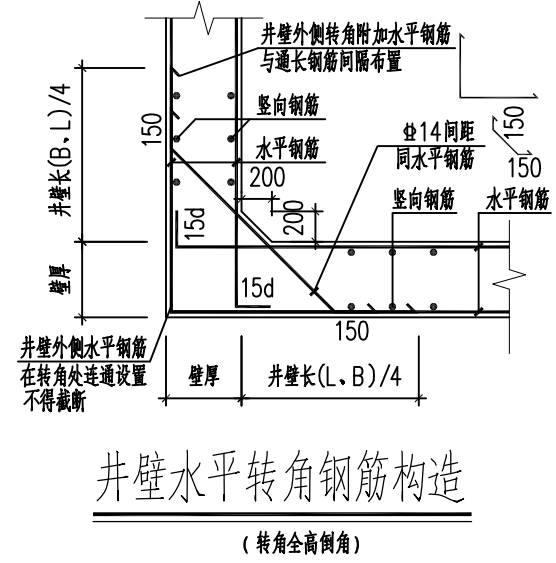 井壁外侧转角附加水平钢筋
与通长钢筋间隔布置
竖向钢筋
水平钢筋
Φ14间距
同水平钢筋
150
150
150
井壁长(B、L)/4
200
200
竖向钢筋
水平钢筋
15d
15d
壁厚
150
井壁外侧水平钢筋
在转角处连通设置
不得截断
壁厚
井壁长(L、B)/4
井壁水平转角钢筋构造
(转角全高倒角)